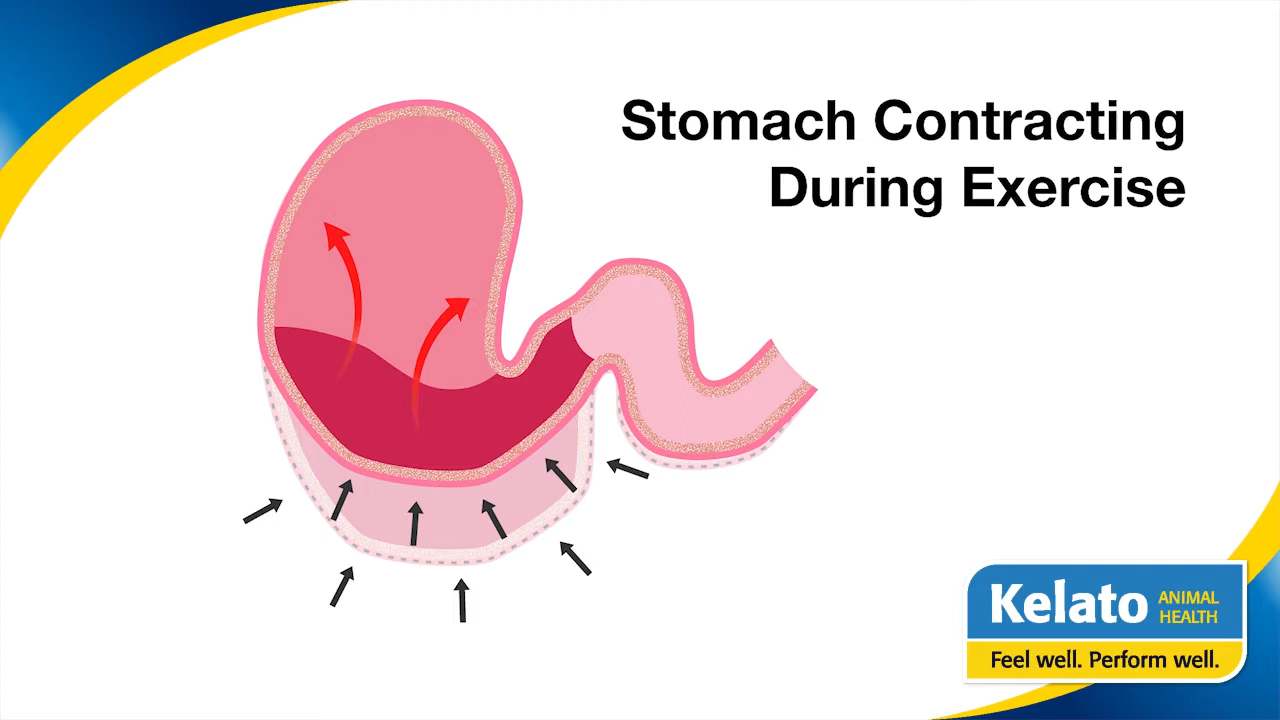 Stomach Contracting
During Exercise
Kelato ANIMAL
HEALTH
Feel well. Perform well.